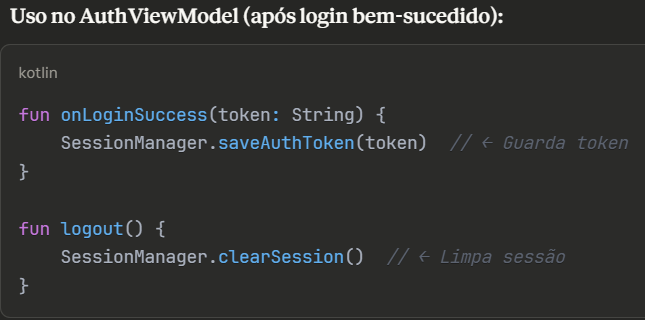 Uso no AuthViewModel (após login bem-sucedido):
kotlin
fun onLoginSuccess(token: String) {
    SessionManager.saveAuthToken(token)  // ← Guarda token
}
fun logout() {
    SessionManager.clearSession()  // ← Limpa sessão
}